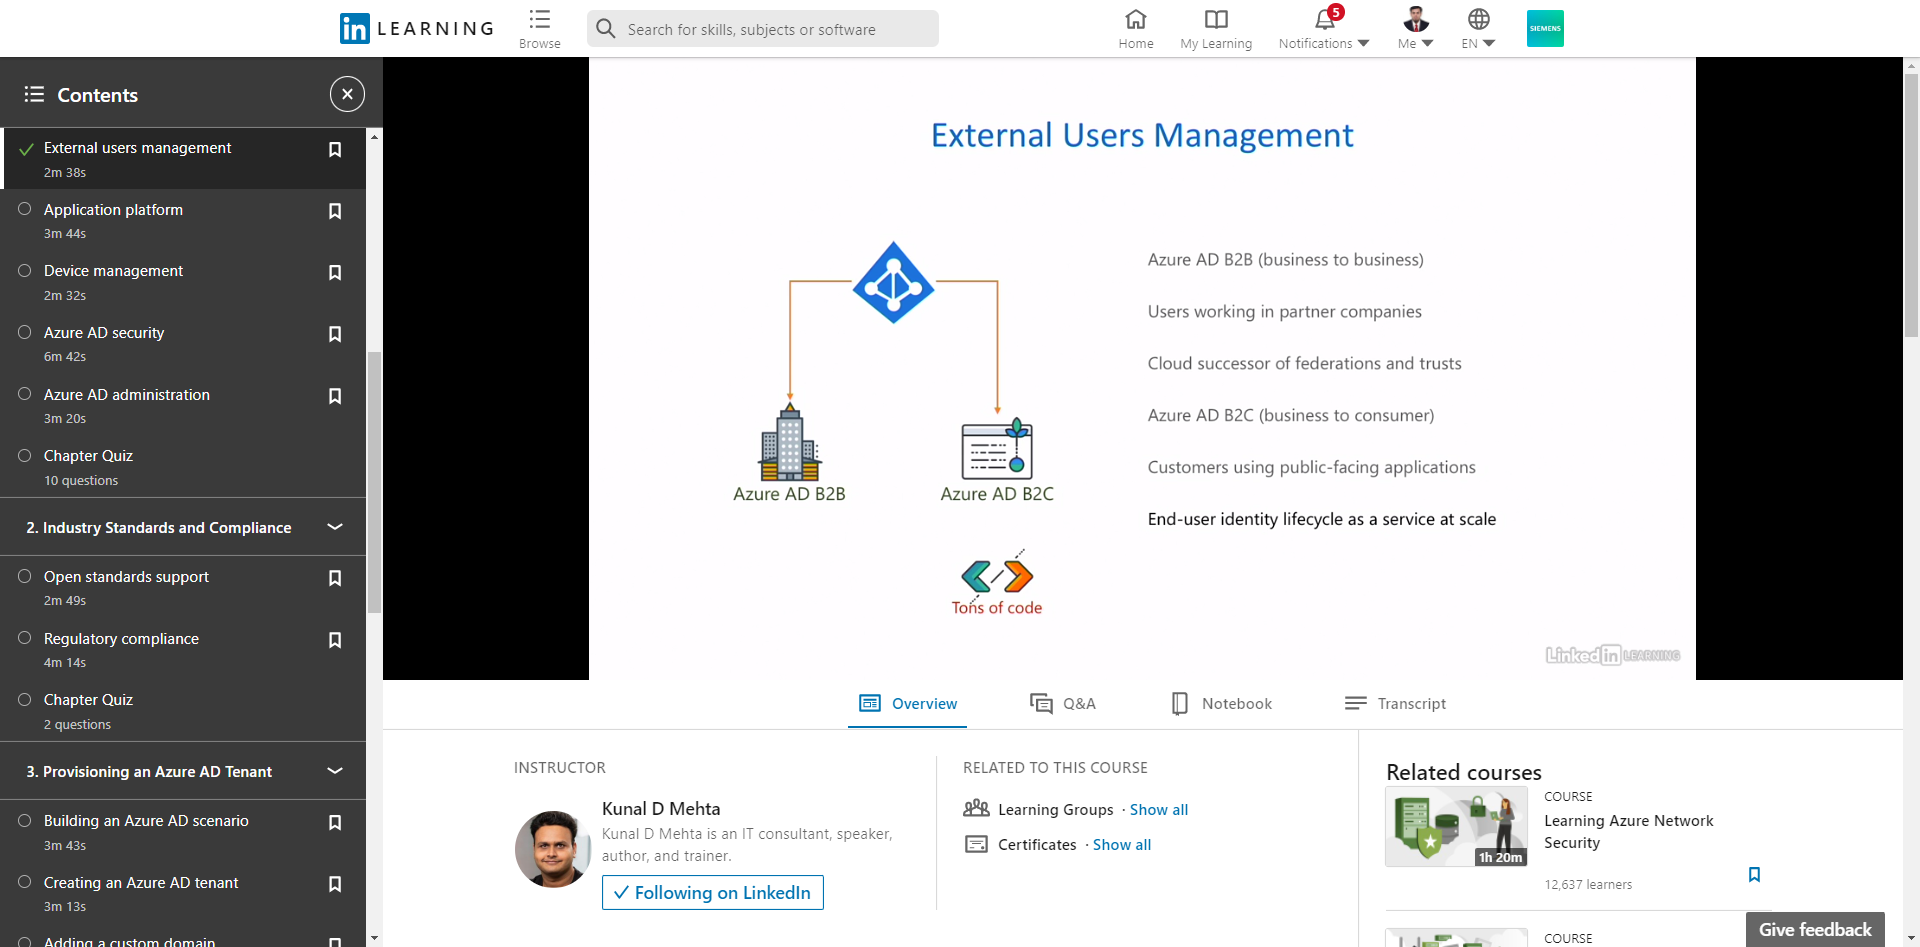 in LEARNING
Browse
Search for skills, subjects or software
Home
My Learning
5
Notifications
Me
EN
SIEMENS
Contents
External users management
2m 38s
Application platform
3m 44s
Device management
2m 32s
Azure AD security
6m 42s
Azure AD administration
3m 20s
Chapter Quiz
10 questions
2. Industry Standards and Compliance
Open standards support
2m 49s
Regulatory compliance
4m 14s
Chapter Quiz
2 questions
3. Provisioning an Azure AD Tenant
Building an Azure AD scenario
3m 43s
Creating an Azure AD tenant
3m 13s
Adding a custom domain
External Users Management
Azure AD B2B
Azure AD B2C
Tons of code
Azure AD B2B (business to business)
Users working in partner companies
Cloud successor of federations and trusts
Azure AD B2C (business to consumer)
Customers using public-facing applications
End-user identity lifecycle as a service at scale
Linked in LEARNING
Overview
Q&A
Notebook
Transcript
INSTRUCTOR
Kunal D Mehta
Kunal D Mehta is an IT consultant, speaker,
author, and trainer.
Following on LinkedIn
RELATED TO THIS COURSE
Learning Groups · Show all
Certificates · Show all
Related courses
1h 20m
COURSE
Learning Azure Network
Security
12,637 learners
COURSE
Give feedback